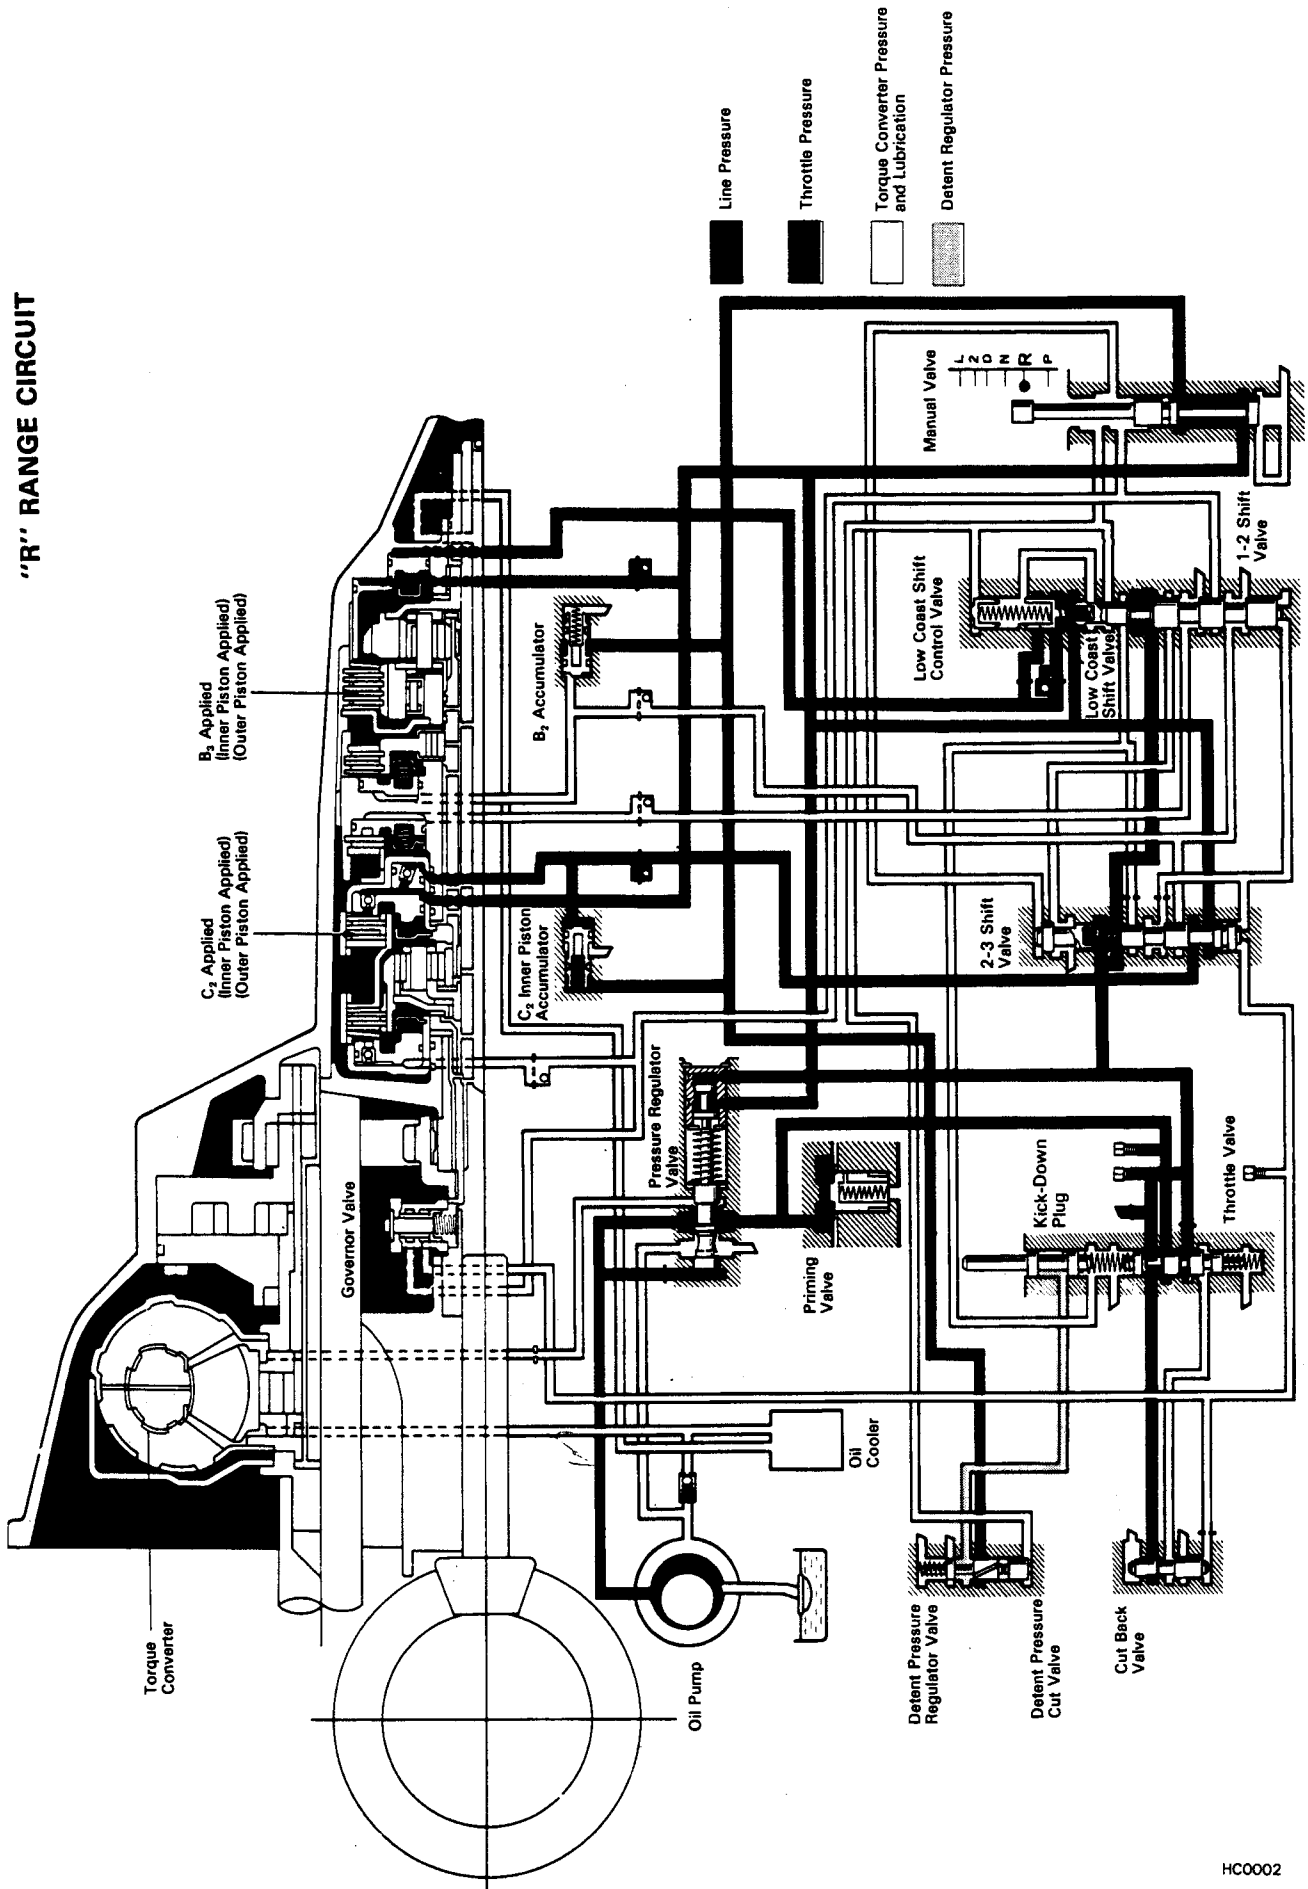 "R" RANGE CIRCUIT
Line Pressure
Throttle Pressure
Torque Converter Pressure
and Lubrication
Detent Regulator Pressure
Torque
Converter
C2 Applied
(Inner Piston Applied)
(Outer Piston Applied)
B3 Applied
(Inner Piston Applied)
(Outer Piston Applied)
Governor Valve
C2 Inner Piston
Accumulator
B2 Accumulator
Oil Pump
Oil
Cooler
Pressure Regulator
Valve
Priming
Valve
Manual Valve
L
2
D
N
R
P
Low Coast Shift
Control Valve
Low Coast
Shift Valve
1-2 Shift
Valve
2-3 Shift
Valve
Kick-Down
Plug
Throttle Valve
Detent Pressure
Regulator Valve
Detent Pressure
Cut Valve
Cut Back
Valve
HC0002